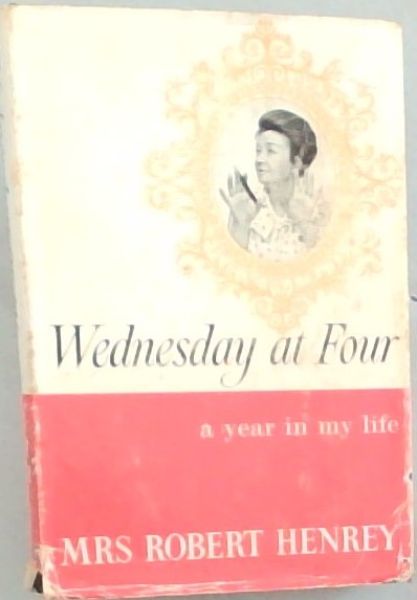 Wednesday at Four
a year in my life
MRS ROBERT HENREY